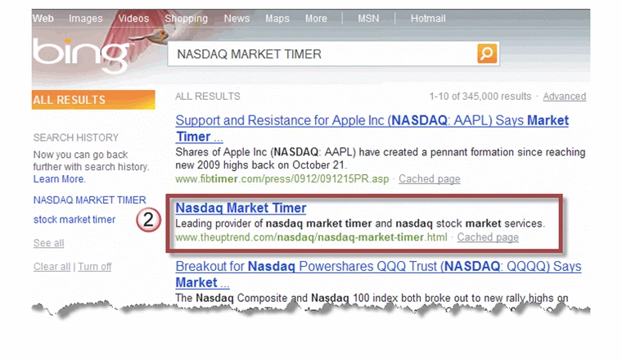 Web Images Videos Shopping News Maps More | MSN | Hotmail
bing
NASDAQ MARKET TIMER
ALL RESULTS
ALL RESULTS 1-10 of 345,000 results · Advanced
Support and Resistance for Apple Inc (NASDAQ: AAPL) Says Market
Timer ...
Shares of Apple Inc (NASDAQ: AAPL) have created a pennant formation since reaching
new 2009 highs back on October 21.
www.fibtimer.com/press/0912/091215PR.asp · Cached page
SEARCH HISTORY
Now you can go back
further with search history.
Learn More.
NASDAQ MARKET TIMER
stock market timer
See all
Clear all | Turn off
2
Nasdaq Market Timer
Leading provider of nasdaq market timer and nasdaq stock market services.
www.theuptrend.com/nasdaq/nasdaq-market-timer.html · Cached page
Breakout for Nasdaq Powershares QQQ Trust (NASDAQ: QQQQ) Says
Market ...
The Nasdaq Composite and Nasdaq 100 index both broke out to new rally highs on